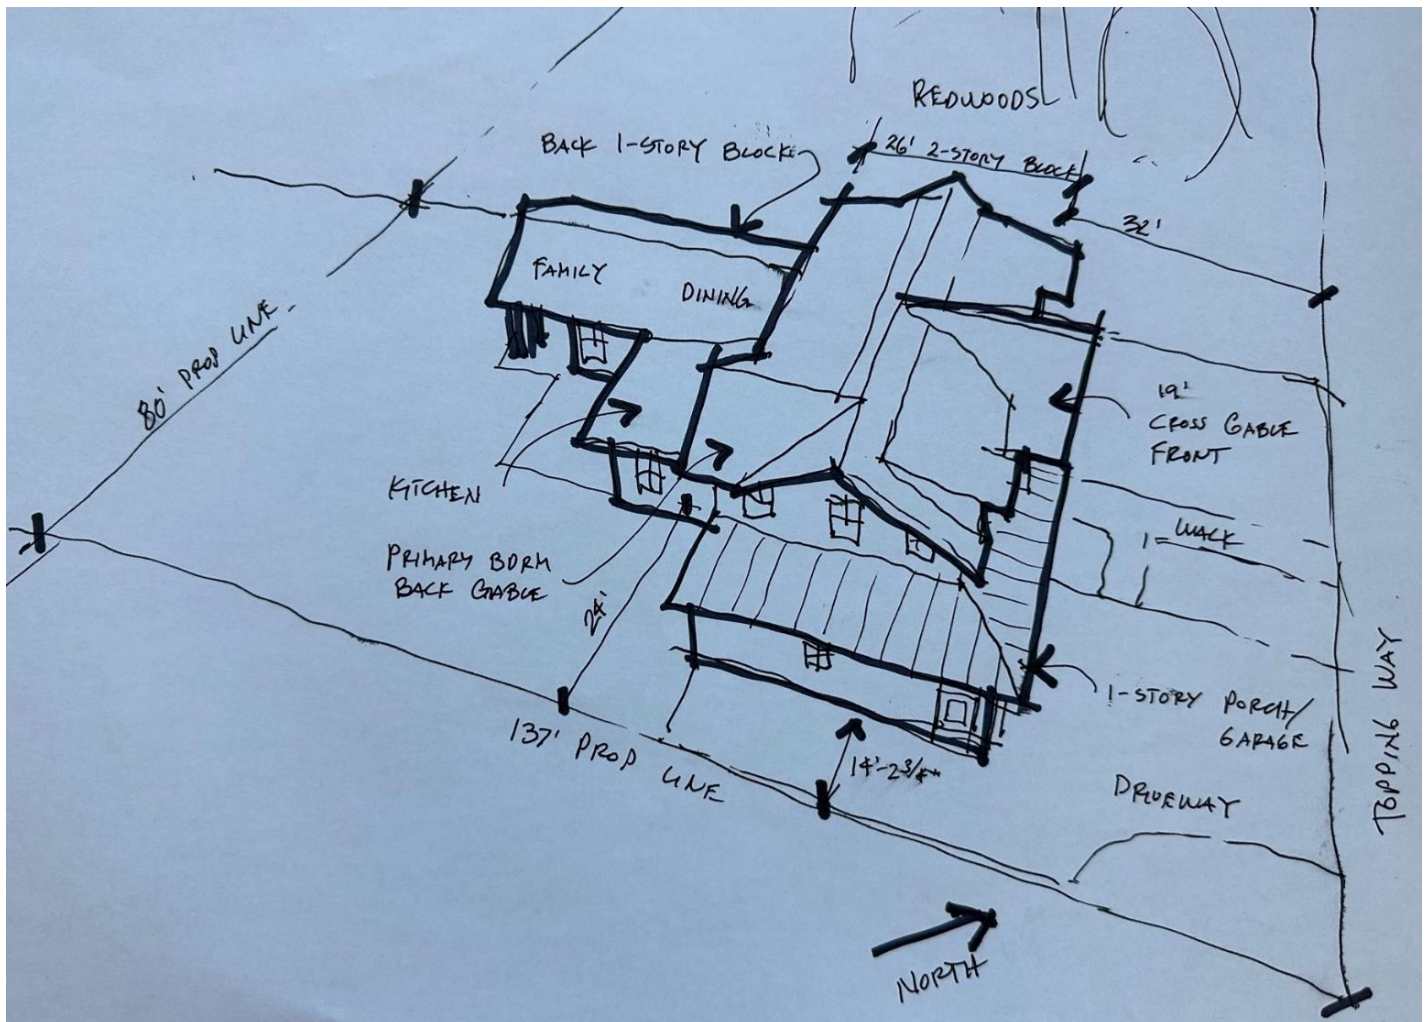 REDWOODS
BACK 1-STORY BLOCK
26' 2-STORY BLOCK
32'
FAMILY
DINING
80' PROP LINE
19'
CROSS GABLE
FRONT
KITCHEN
WALK
PRIMARY BDRM
BACK GABLE
24'
1-STORY PORCH/
GARAGE
TOPPING WAY
137' PROP LINE
14'-2 3/4"
DRIVEWAY
NORTH